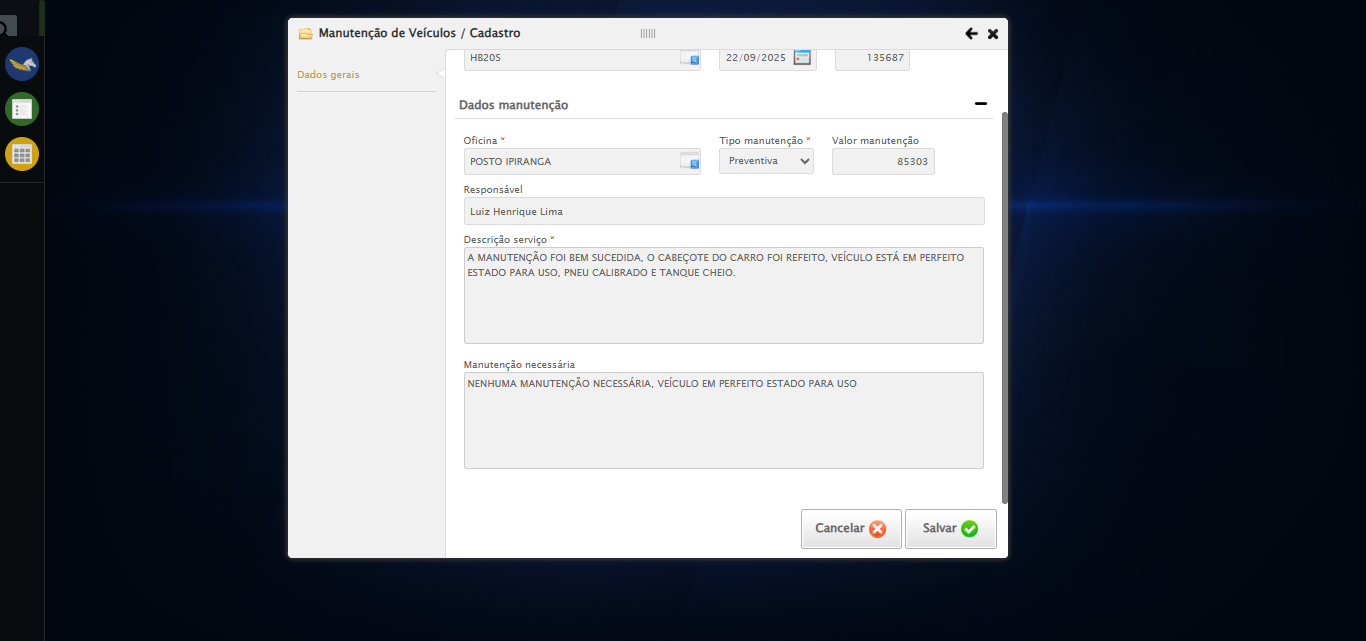 Manutenção de Veículos / Cadastro
Dados gerais
HB20S
22/09/2025
135687
Dados manutenção
Oficina *
Tipo manutenção *
Valor manutenção
POSTO IPIRANGA
Preventiva
85303
Responsável
Luiz Henrique Lima
Descrição serviço *
A MANUTENÇÃO FOI BEM SUCEDIDA, O CABEÇOTE DO CARRO FOI REFEITO, VEÍCULO ESTÁ EM PERFEITO
ESTADO PARA USO, PNEU CALIBRADO E TANQUE CHEIO.
Manutenção necessária
NENHUMA MANUTENÇÃO NECESSÁRIA, VEÍCULO EM PERFEITO ESTADO PARA USO
Cancelar
Salvar